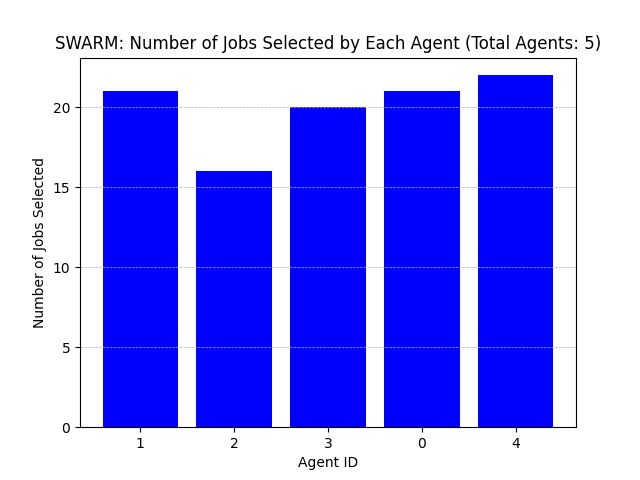 SWARM: Number of Jobs Selected by Each Agent (Total Agents: 5)
Number of Jobs Selected
20
15
10
5
0
1 2 3 0 4
Agent ID